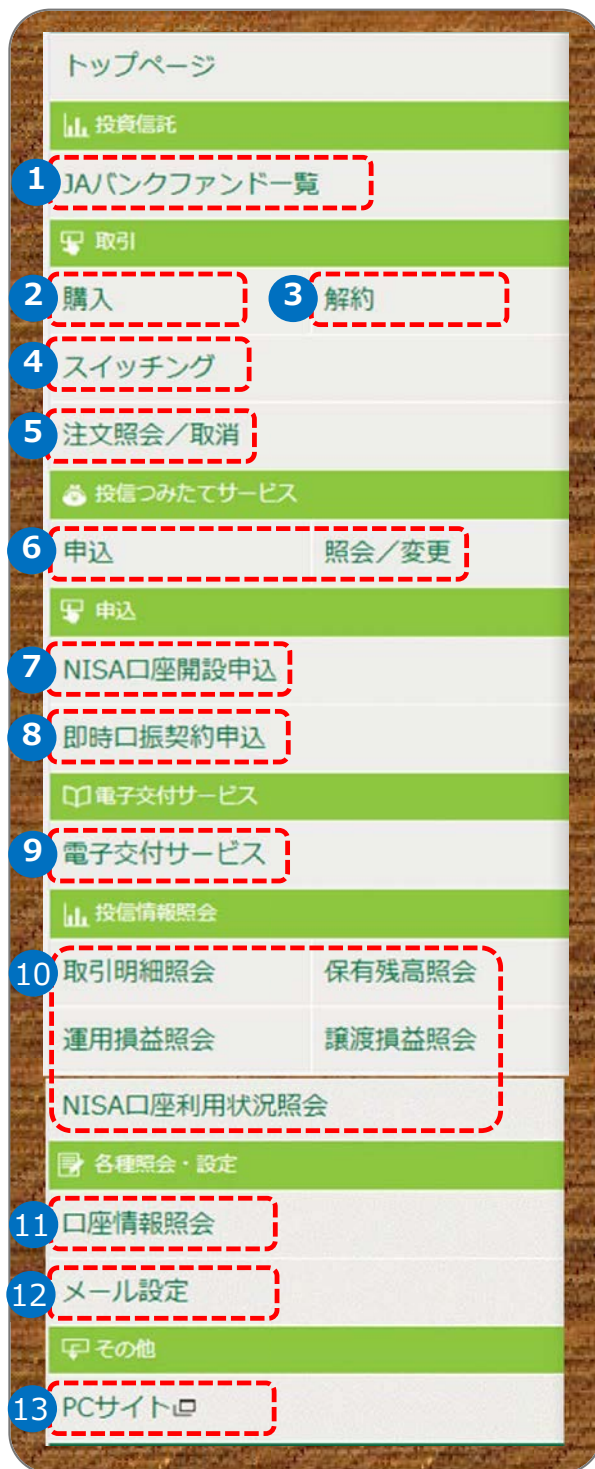 トップページ
投資信託
1 JAバンクファンド一覧
取引
2 購入 3 解約
4 スイッチング
5 注文照会／取消
投信つみたてサービス
6 申込 照会／変更
申込
7 NISA口座開設申込
8 即時口振契約申込
電子交付サービス
9 電子交付サービス
投信情報照会
10 取引明細照会 保有残高照会
運用損益照会 譲渡損益照会
NISA口座利用状況照会
各種照会・設定
11 口座情報照会
12 メール設定
その他
13 PCサイト